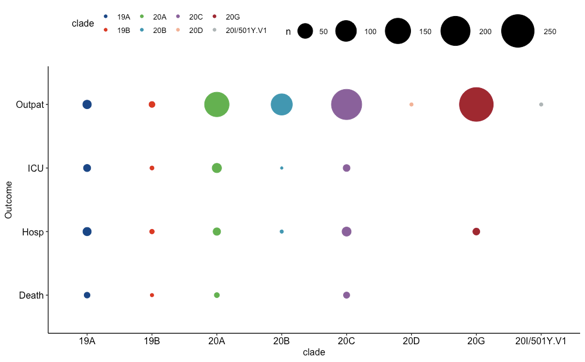 clade 19A 20A 20C 20G
19B 20B 20D 20I/501Y.V1
n 50 100 150 200 250
Outcome
Outpat
ICU
Hosp
Death
19A 19B 20A 20B 20C 20D 20G 20I/501Y.V1
clade